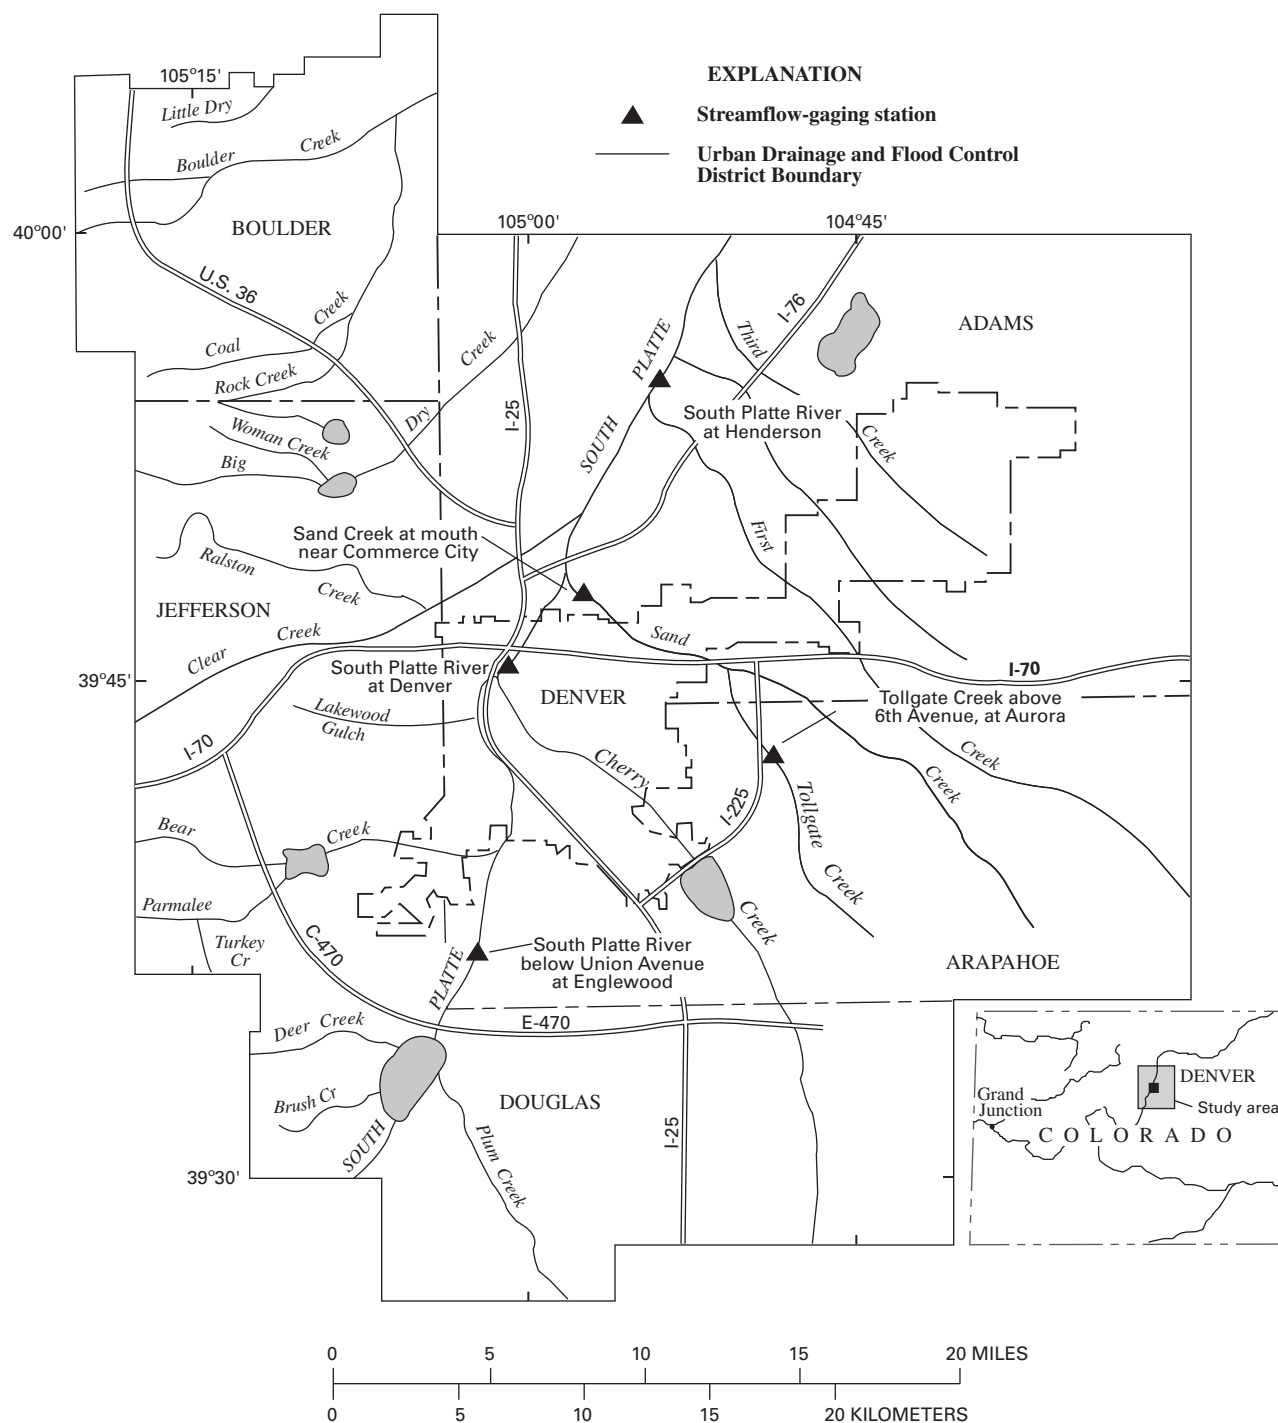 EXPLANATION
Streamflow-gaging station
Urban Drainage and Flood Control
District Boundary
105°15'
Little Dry
Boulder Creek
BOULDER
40°00'
105°00'
104°45'
U.S. 36
Creek
Coal
Rock Creek
Woman Creek
Big
Dry
Creek
I-25
PLATTE
SOUTH
Third
I-76
ADAMS
South Platte River
at Henderson
Creek
First
Sand Creek at mouth
near Commerce City
Ralston
Creek
JEFFERSON
Creek
Clear
Sand
South Platte River
at Denver
39°45'
DENVER
I-70
Tollgate Creek above
6th Avenue, at Aurora
Lakewood
Gulch
I-70
Cherry
Creek
Creek
I-225
Tollgate
Creek
Bear
Creek
Parmalee
Turkey
Cr
C-470
Creek
South Platte River
below Union Avenue
at Englewood
PLATTE
ARAPAHOE
E-470
Deer Creek
Brush Cr
DOUGLAS
SOUTH
Plum Creek
I-25
39°30'
DENVER
Study area
Grand
Junction
COLORADO
0 5 10 15 20 MILES
0 5 10 15 20 KILOMETERS